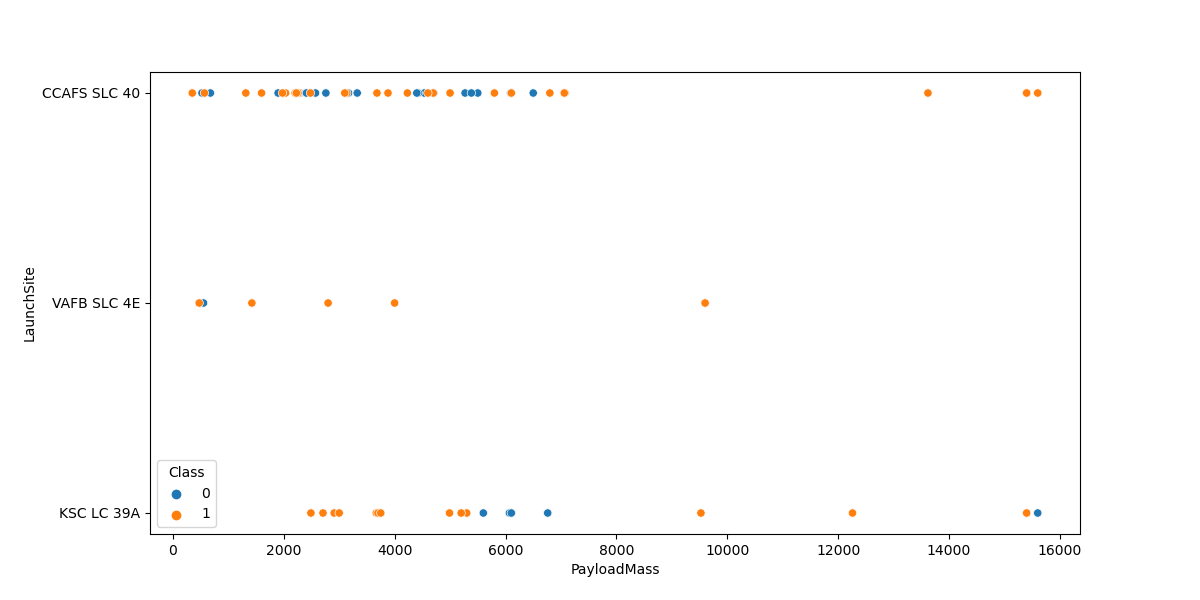 CCAFS SLC 40
VAFB SLC 4E
KSC LC 39A
LaunchSite
Class
0
1
0 2000 4000 6000 8000 10000 12000 14000 16000
PayloadMass